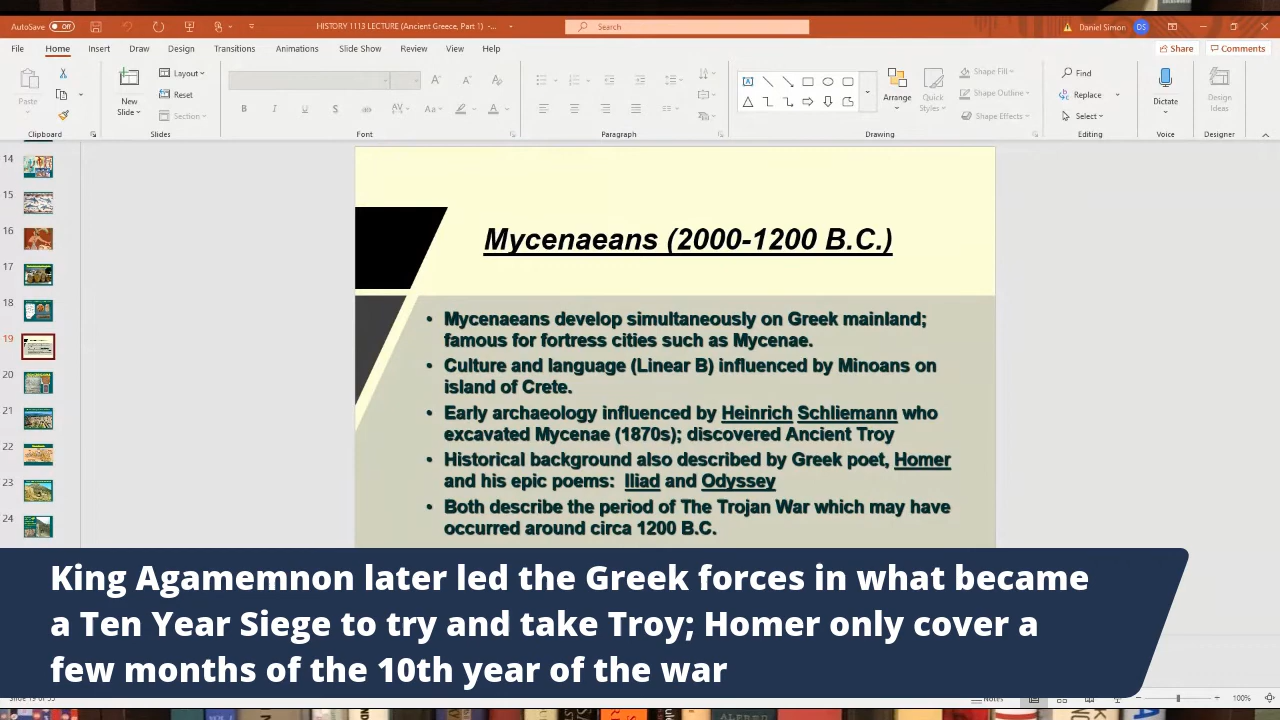 AutoSave Off HISTORY 1113 LECTURE (Ancient Greece, Part 1) -... Search Daniel Simon DS
File Home Insert Draw Design Transitions Animations Slide Show Review View Help Share Comments
Paste New Slide Layout Reset Section Arrange Quick Styles Shape Fill Shape Outline Shape Effects Find Replace Select Dictate Design Ideas
Clipboard Slides Font Paragraph Drawing Editing Voice Designer
14
15
16
17
18
19
20
21
22
23
24
Mycenaeans (2000-1200 B.C.)
• Mycenaeans develop simultaneously on Greek mainland;
famous for fortress cities such as Mycenae.
• Culture and language (Linear B) influenced by Minoans on
island of Crete.
• Early archaeology influenced by Heinrich Schliemann who
excavated Mycenae (1870s); discovered Ancient Troy
• Historical background also described by Greek poet, Homer
and his epic poems: Iliad and Odyssey
• Both describe the period of The Trojan War which may have
occurred around circa 1200 B.C.
King Agamemnon later led the Greek forces in what became
a Ten Year Siege to try and take Troy; Homer only cover a
few months of the 10th year of the war
Notes 100%